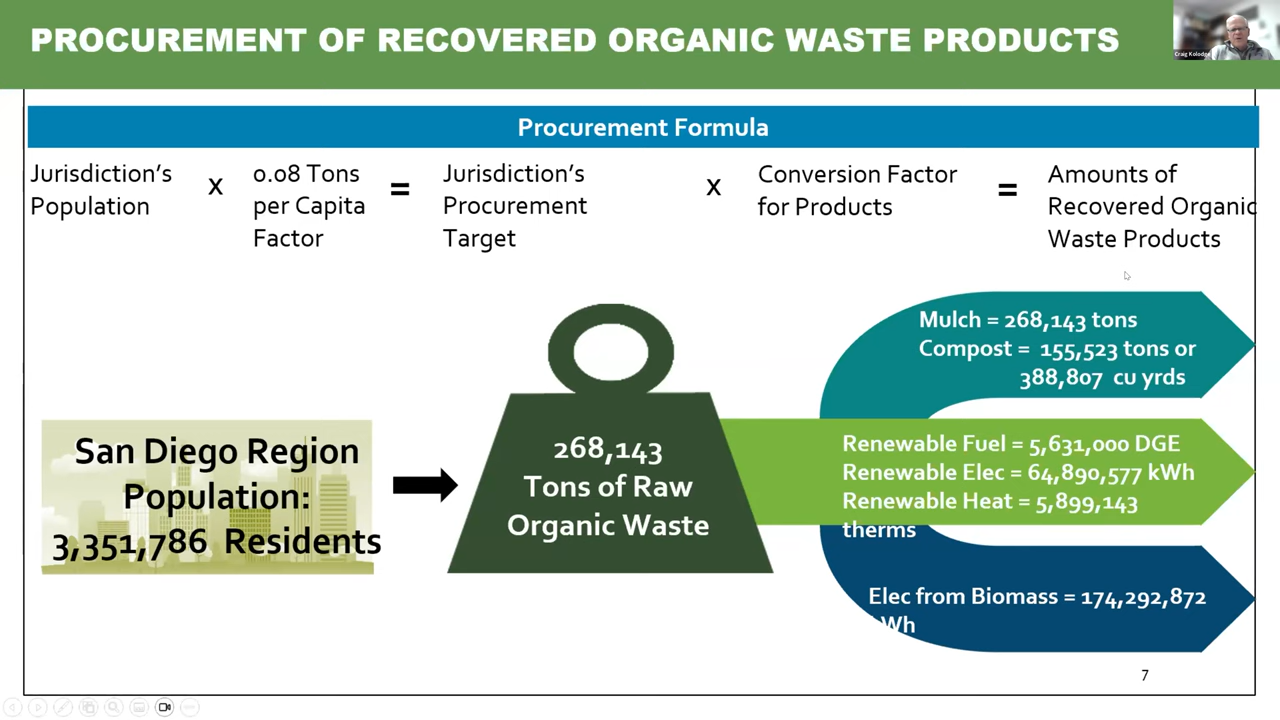 PROCUREMENT OF RECOVERED ORGANIC WASTE PRODUCTS
Procurement Formula
Jurisdiction's
Population
x
0.08 Tons
per Capita
Factor
=
Jurisdiction's
Procurement
Target
x
Conversion Factor
for Products
=
Amounts of
Recovered Organic
Waste Products
Mulch = 268,143 tons
Compost = 155,523 tons or
388,807 cu yrds
San Diego Region
Population:
3,351,786 Residents
268,143
Tons of Raw
Organic Waste
Renewable Fuel = 5,631,000 DGE
Renewable Elec = 64,890,577 kWh
Renewable Heat = 5,899,143
therms
Elec from Biomass = 174,292,872
Wh
7